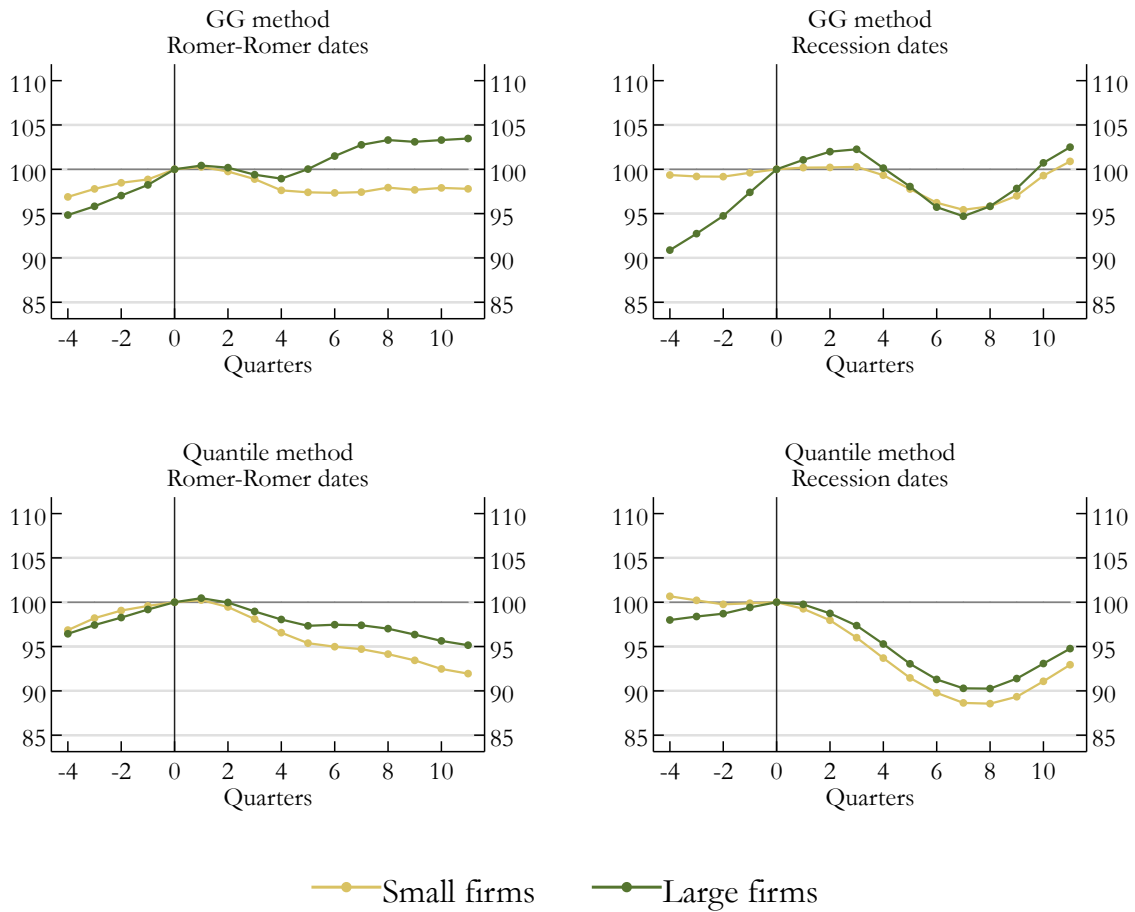 GG method
Romer-Romer dates
110 110
105 105
100 100
95 95
90 90
85 85
-4 -2 0 2 4 6 8 10
Quarters
GG method
Recession dates
110 110
105 105
100 100
95 95
90 90
85 85
-4 -2 0 2 4 6 8 10
Quarters
Quantile method
Romer-Romer dates
110 110
105 105
100 100
95 95
90 90
85 85
-4 -2 0 2 4 6 8 10
Quarters
Quantile method
Recession dates
110 110
105 105
100 100
95 95
90 90
85 85
-4 -2 0 2 4 6 8 10
Quarters
Small firms Large firms